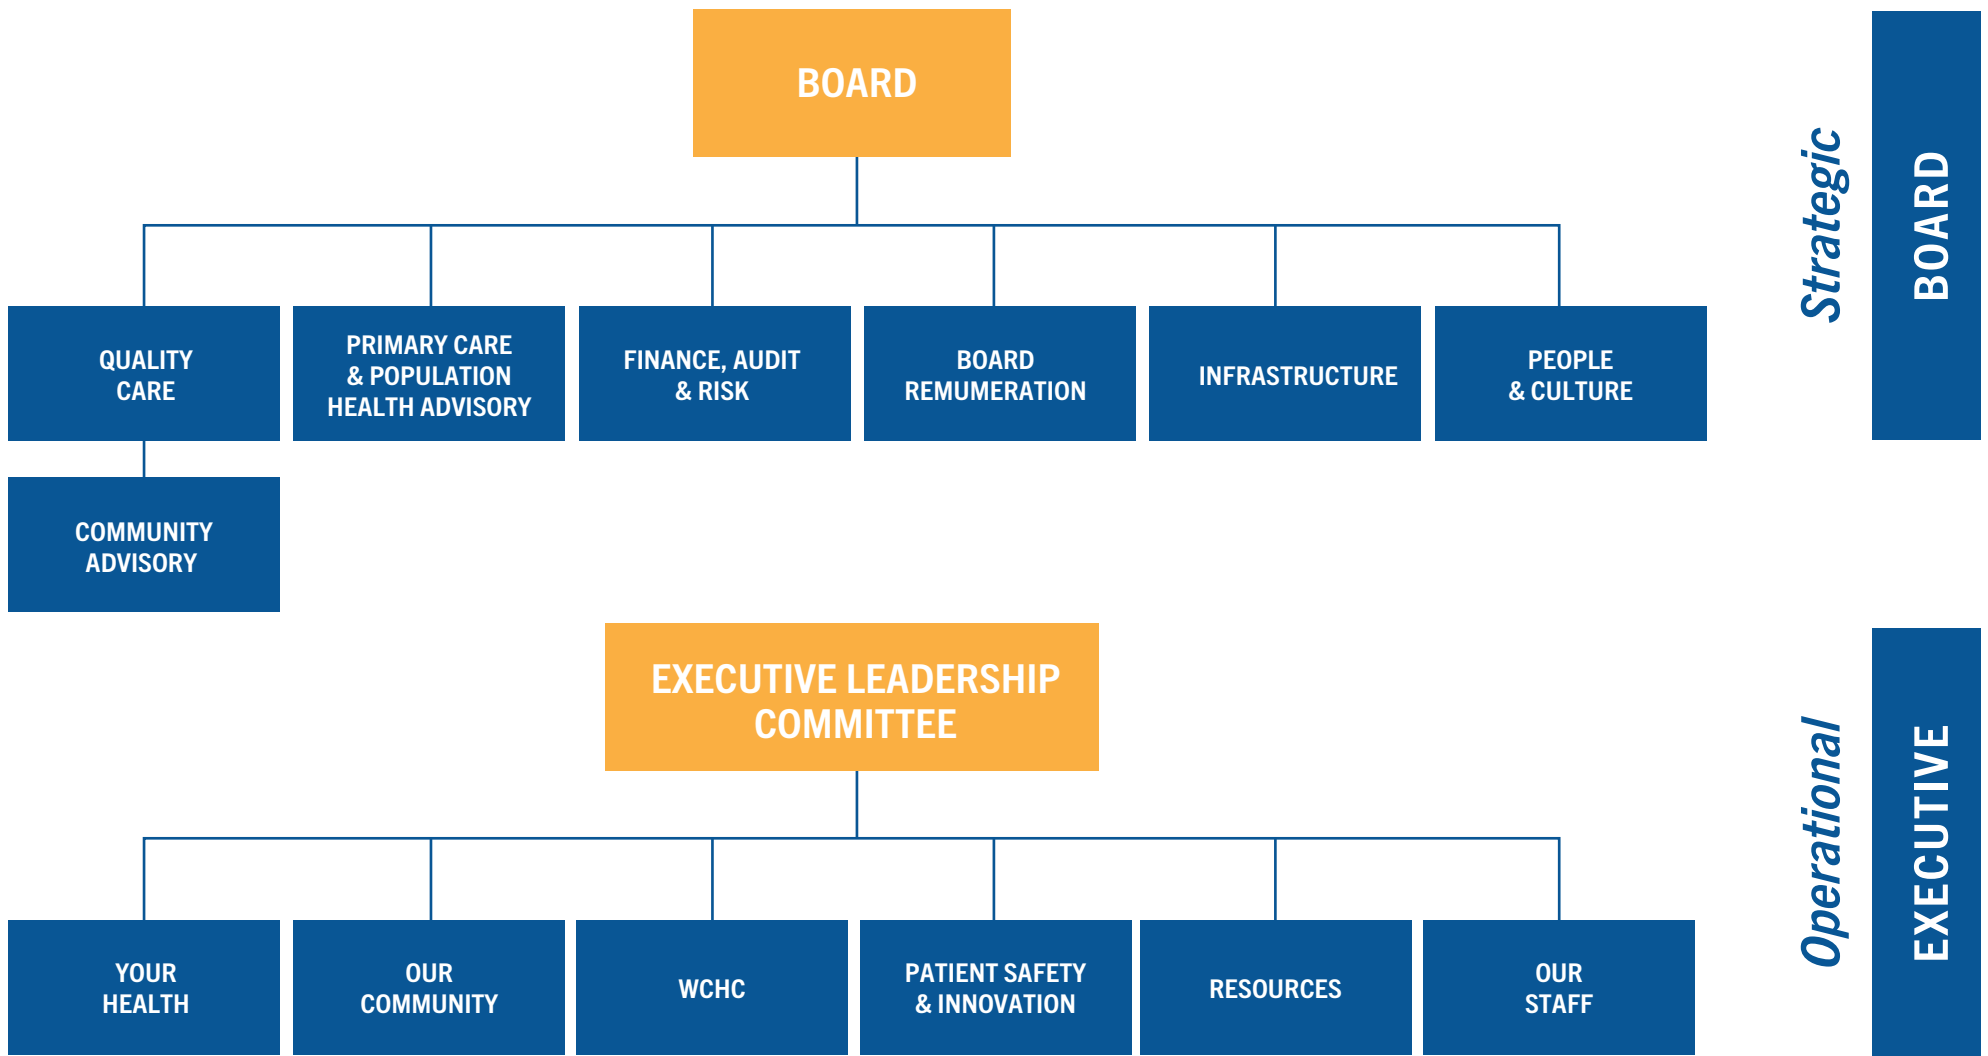 BOARD
QUALITY
CARE
PRIMARY CARE
& POPULATION
HEALTH ADVISORY
FINANCE, AUDIT
& RISK
BOARD
REMUMERATION
INFRASTRUCTURE
PEOPLE
& CULTURE
COMMUNITY
ADVISORY
Strategic
BOARD
EXECUTIVE LEADERSHIP
COMMITTEE
YOUR
HEALTH
OUR
COMMUNITY
WCHC
PATIENT SAFETY
& INNOVATION
RESOURCES
OUR
STAFF
Operational
EXECUTIVE